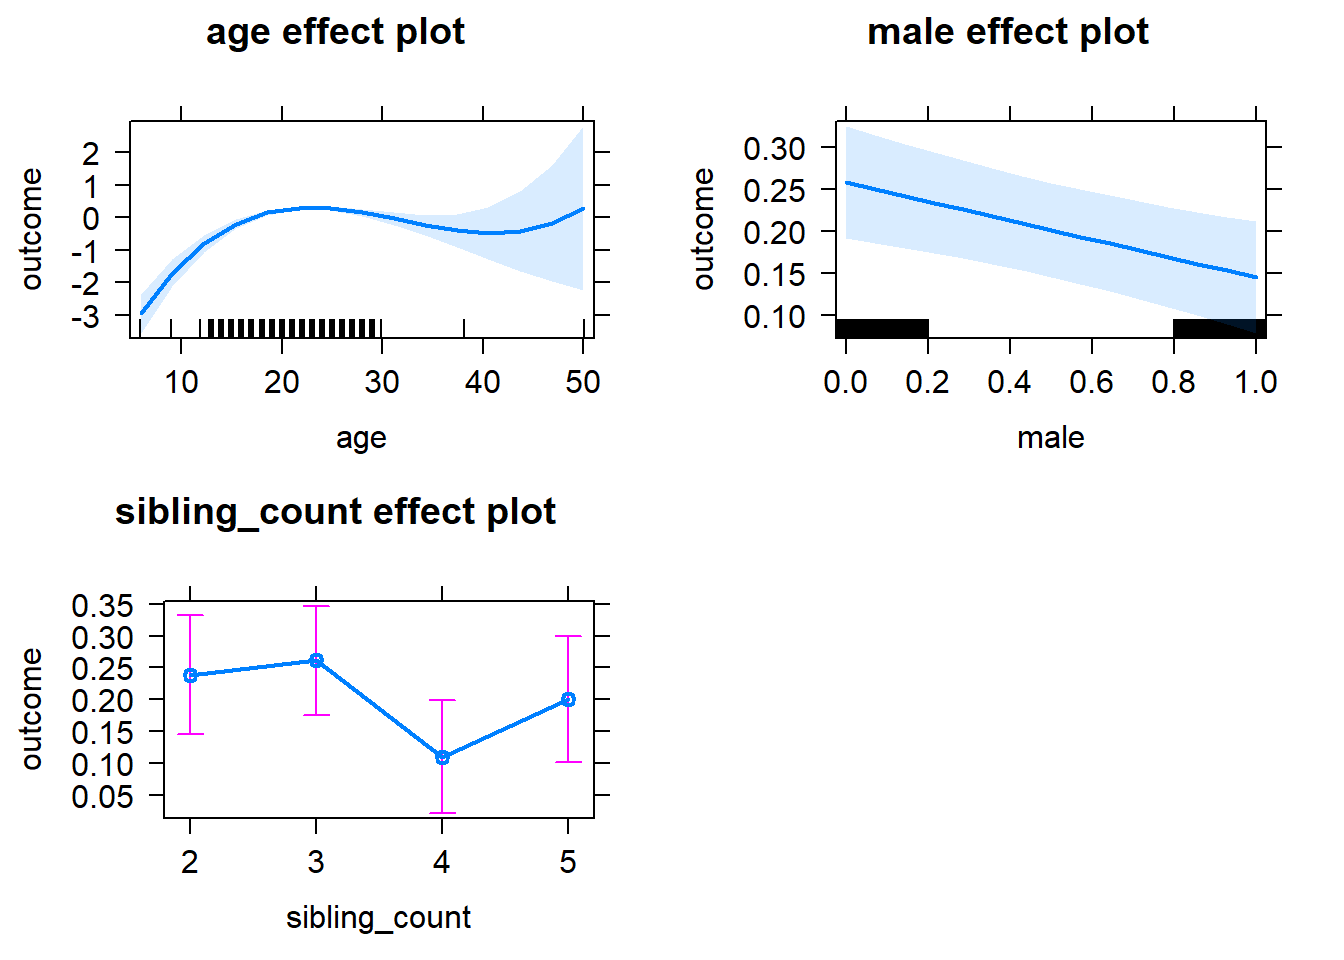 age effect plot
outcome
2
1
0
-1
-2
-3
10 20 30 40 50
age
male effect plot
outcome
0.30
0.25
0.20
0.15
0.10
0.0 0.2 0.4 0.6 0.8 1.0
male
sibling_count effect plot
outcome
0.35
0.30
0.25
0.20
0.15
0.10
0.05
2 3 4 5
sibling_count